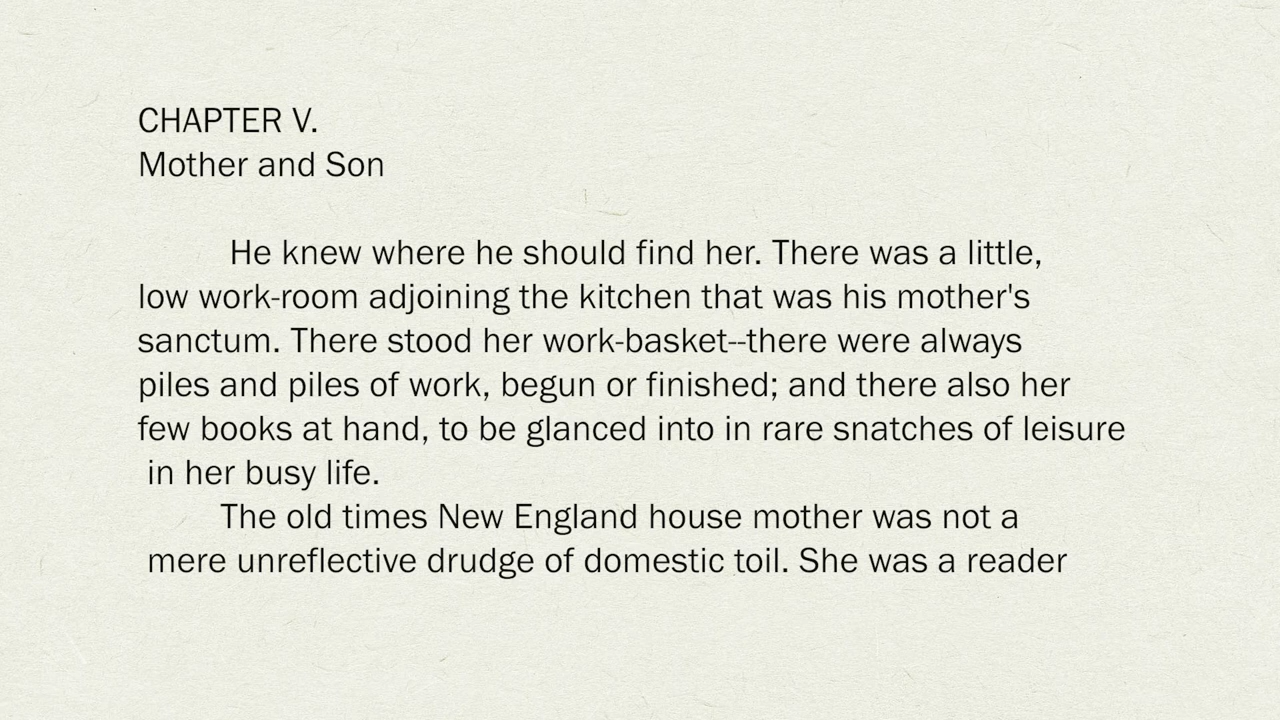 CHAPTER V.
Mother and Son
He knew where he should find her. There was a little,
low work-room adjoining the kitchen that was his mother's
sanctum. There stood her work-basket--there were always
piles and piles of work, begun or finished; and there also her
few books at hand, to be glanced into in rare snatches of leisure
in her busy life.
The old times New England house mother was not a
mere unreflective drudge of domestic toil. She was a reader